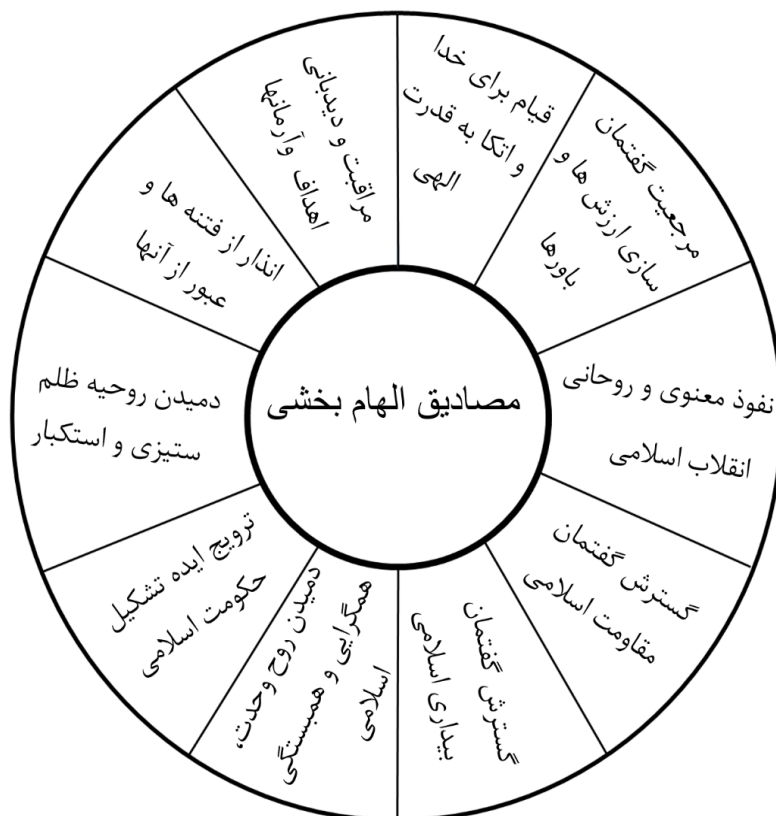 مصادیق الهام بخشی
قیام برای خدا
و اتکا به قدرت
الهی
مرجعیت گفتمان
سازی ارزش ها و
باورها
نفوذ معنوی و روحانی
انقلاب اسلامی
گسترش گفتمان
مقاومت اسلامی
گسترش گفتمان
بیداری اسلامی
دمیدن روح وحدت،
همگرایی و همبستگی
اسلامی
ترویج ایده تشکیل
حکومت اسلامی
دمیدن روحیه ظلم
ستیزی و استکبار
انذار از فتنه ها و
عبور از آنها
مراقبت و دیدبانی
اهداف وآرمانها